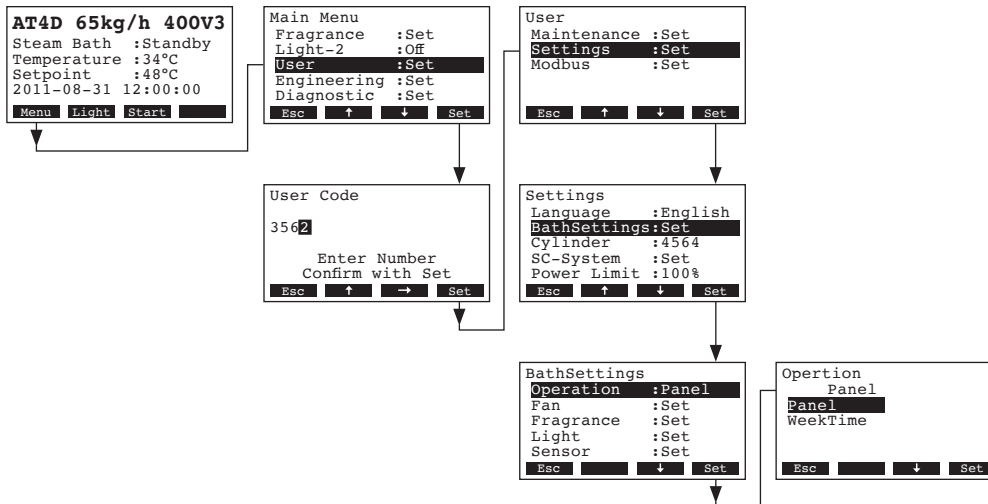 AT4D 65kg/h 400V3
Steam Bath :Standby
Temperature :34°C
Setpoint :48°C
2011-08-31 12:00:00
Menu Light Start
Main Menu
Fragrance :Set
Light-2 :Off
User :Set
Engineering :Set
Diagnostic :Set
Esc ↑ ↓ Set
User
Maintenance :Set
Settings :Set
Modbus :Set
Esc ↑ ↓ Set
User Code
3562
Enter Number
Confirm with Set
Esc ↑ → Set
Settings
Language :English
BathSettings:Set
Cylinder :4564
SC-System :Set
Power Limit :100%
Esc ↑ ↓ Set
BathSettings
Operation :Panel
Fan :Set
Fragrance :Set
Light :Set
Sensor :Set
Esc ↓ Set
Opertion
Panel
Panel
WeekTime
Esc ↓ Set